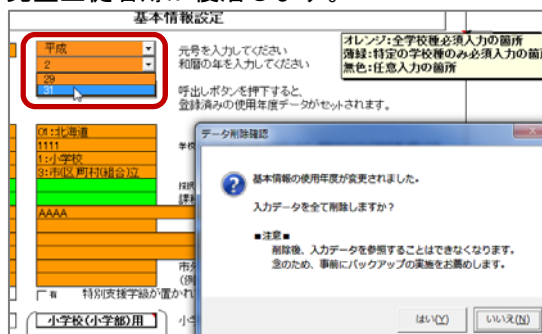 基本情報設定
オレンジ:全学校種必須入力の箇所
薄緑:特定の学校種のみ必須入力の箇所
無色:任意入力の箇所
平成
元号を入力してください
2
和暦の年を入力してください
29
31
呼出しボタンを押下すると、
登録済みの使用年度データがセットされます。
01:北海道
1111
1:小学校
3:市(区)町村(組合)立
AAAA
データ削除確認
基本情報の使用年度が変更されました。
入力データを全て削除しますか?
■注意■
削除後、入力データを参照することはできなくなります。
念のため、事前にバックアップの実施をお薦めします。
はい(Y)
いいえ(N)
有
特別支援学級が置かれ
小学校(小学部)用